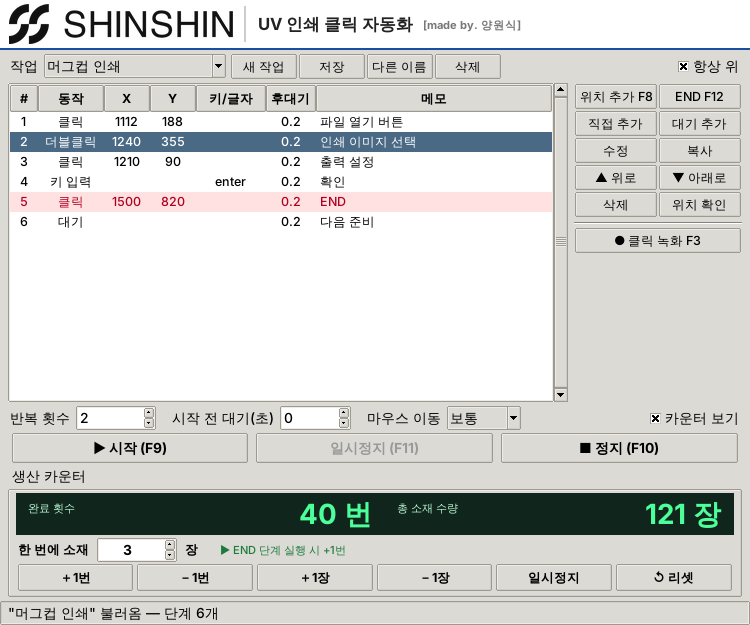 SHINSHIN UV 인쇄 클릭 자동화 [made by. 양원식]
작업 머그컵 인쇄 새 작업 저장 다른 이름 삭제 항상 위
# 동작 X Y 키/글자 후대기 메모
1 클릭 1112 188 0.2 파일 열기 버튼
2 더블클릭 1240 355 0.2 인쇄 이미지 선택
3 클릭 1210 90 0.2 출력 설정
4 키 입력 enter 0.2 확인
5 클릭 1500 820 0.2 END
6 대기 0.2 다음 준비
위치 추가 F8 END F12
직접 추가 대기 추가
수정 복사
▲ 위로 ▼ 아래로
삭제 위치 확인
● 클릭 녹화 F3
반복 횟수 2 시작 전 대기(초) 0 마우스 이동 보통 카운터 보기
▶ 시작 (F9) 일시정지 (F11) ■ 정지 (F10)
생산 카운터
완료 횟수 40 번 총 소재 수량 121 장
한 번에 소재 3 장 ▶ END 단계 실행 시 +1번
＋1번 －1번 ＋1장 －1장 일시정지 ↺ 리셋
"머그컵 인쇄" 불러옴 — 단계 6개